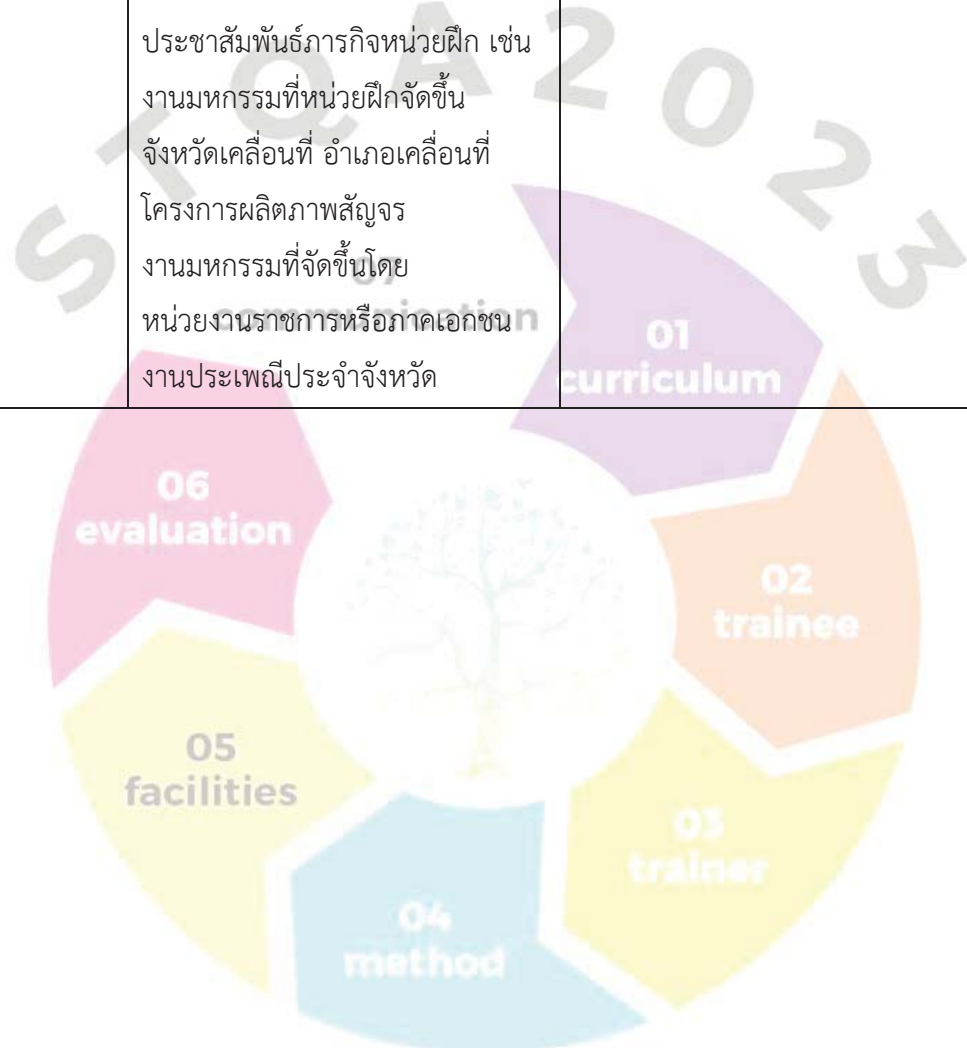 ประชาสัมพันธ์ภารกิจหน่วยฝึก เช่น
งานมหกรรมที่หน่วยฝึกจัดขึ้น
จังหวัดเคลื่อนที่ อำเภอเคลื่อนที่
โครงการผลิตภาพสัญจร
งานมหกรรมที่จัดขึ้นโดย
หน่วยงานราชการหรือภาคเอกชน
งานประเพณีประจำจังหวัด
STQA2023
01
curriculum
02
trainee
03
trainer
04
method
05
facilities
06
evaluation
07
communication